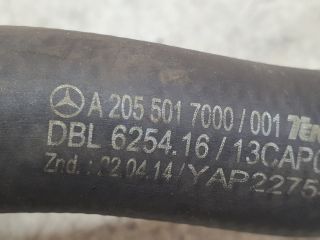 A 205 501 7000/001
DBL 6254.16/13CAP
Znd.: 22.04.14/YAP2275